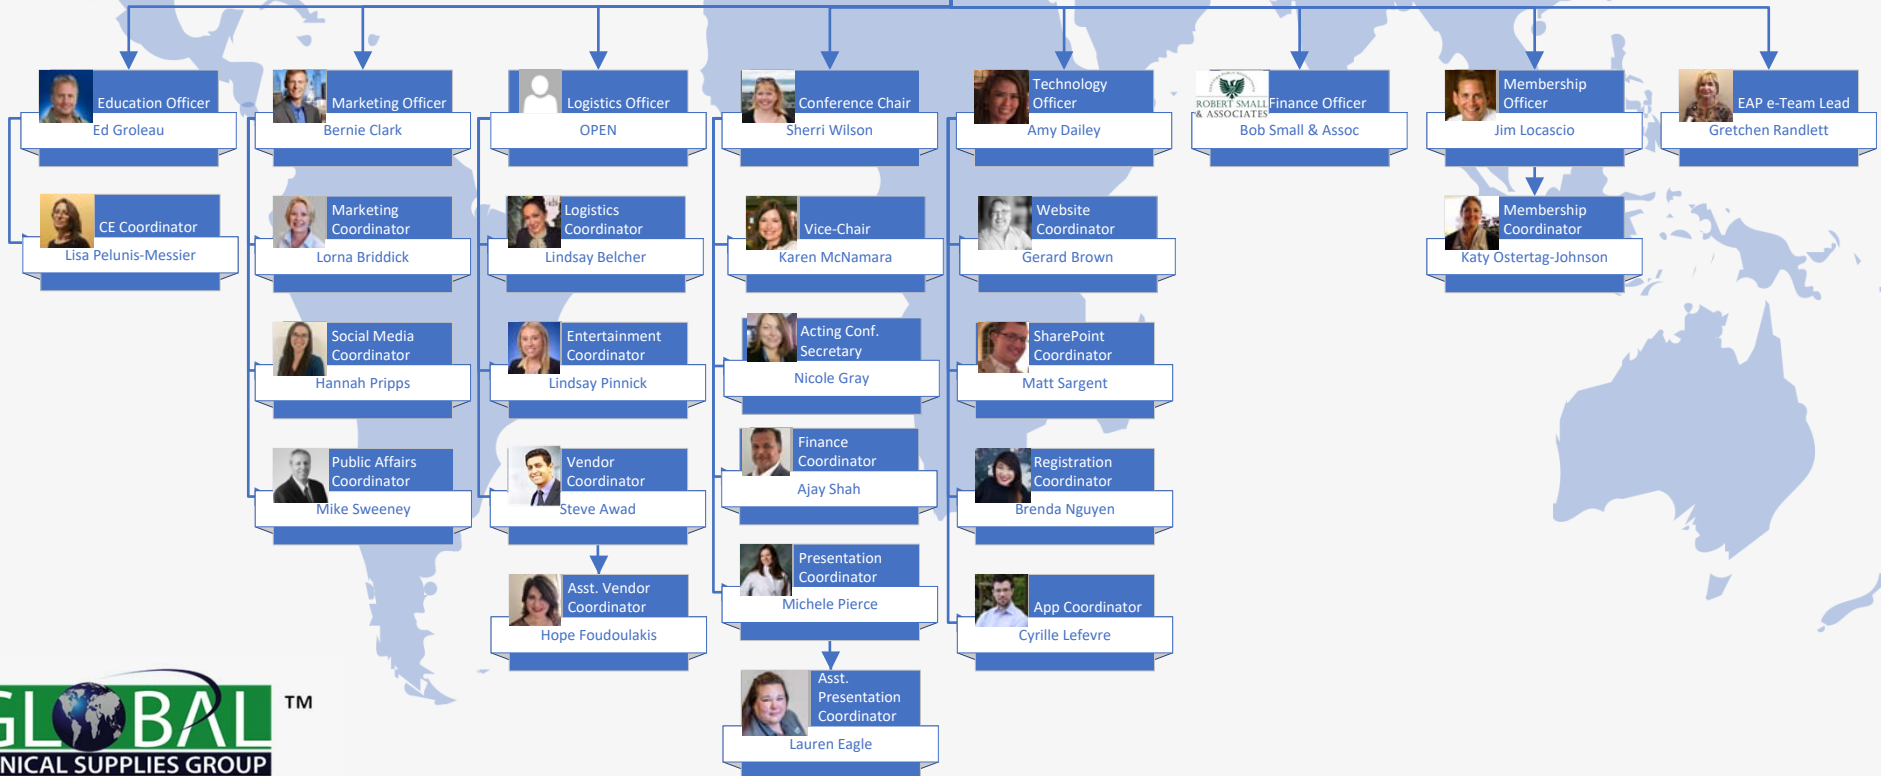 Education Officer
Ed Groleau
CE Coordinator
Lisa Pelunis-Messier
Marketing Officer
Bernie Clark
Marketing
Coordinator
Lorna Briddick
Social Media
Coordinator
Hannah Pripps
Public Affairs
Coordinator
Mike Sweeney
Logistics Officer
OPEN
Logistics
Coordinator
Lindsay Belcher
Entertainment
Coordinator
Lindsay Pinnick
Vendor
Coordinator
Steve Awad
Asst. Vendor
Coordinator
Hope Foudoulakis
Conference Chair
Sherri Wilson
Vice-Chair
Karen McNamara
Acting Conf.
Secretary
Nicole Gray
Finance
Coordinator
Ajay Shah
Presentation
Coordinator
Michele Pierce
Asst.
Presentation
Coordinator
Lauren Eagle
Technology
Officer
Amy Dailey
Website
Coordinator
Gerard Brown
SharePoint
Coordinator
Matt Sargent
Registration
Coordinator
Brenda Nguyen
App Coordinator
Cyrille Lefevre
ROBERT SMALL
& ASSOCIATES
Finance Officer
Bob Small & Assoc
Membership
Officer
Jim Locascio
Membership
Coordinator
Katy Ostertag-Johnson
EAP e-Team Lead
Gretchen Randlett
GLOBAL TM
NICAL SUPPLIES GROUP